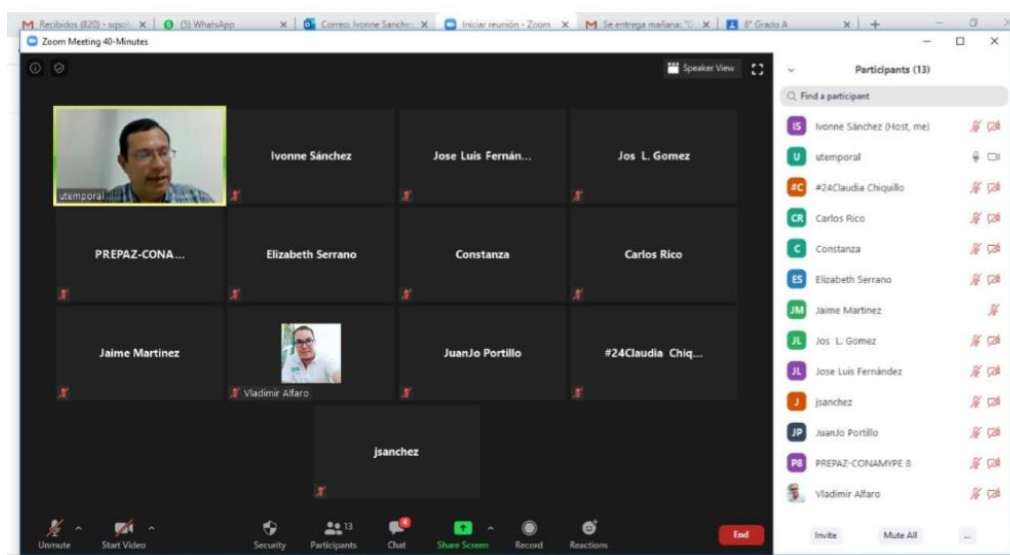 Recibidos (820) - sqsol
(5) WhatsApp
Correo: Ivonne Sanche
Iniciar reunión - Zoom
Se entrega mañana: "G
8° Grado A
Zoom Meeting 40-Minutes
Speaker View
utemporal
Ivonne Sánchez
Jose Luis Fernán...
Jos L. Gomez
PREPAZ-CONA...
Elizabeth Serrano
Constanza
Carlos Rico
Jaime Martinez
Vladimir Alfaro
JuanJo Portillo
#24Claudia Chiq...
jsanchez
Unmute
Start Video
Security
13
Participants
4
Chat
Share Screen
Record
Reactions
End
Participants (13)
Find a participant
IS Ivonne Sánchez (Host, me)
U utemporal
#C #24Claudia Chiquillo
CR Carlos Rico
C Constanza
ES Elizabeth Serrano
JM Jaime Martinez
JL Jos L. Gomez
JL Jose Luis Fernández
J jsanchez
JP JuanJo Portillo
P8 PREPAZ-CONAMYPE 8
Vladimir Alfaro
Invite
Mute All
...